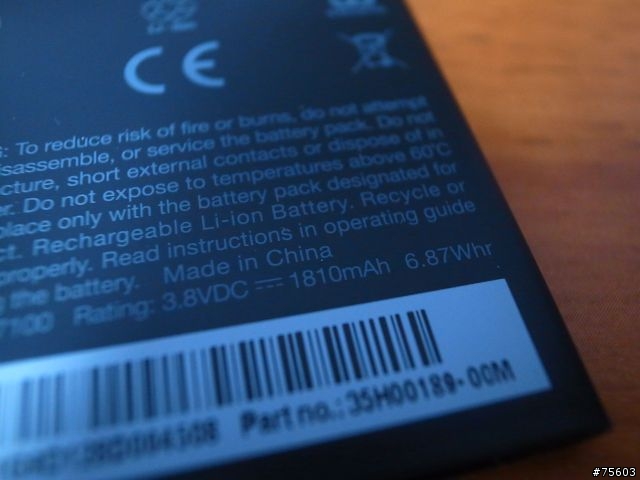 CE
: To reduce risk of fire or burns, do not attempt
isassemble, or service the battery pack. Do not
cture, short external contacts or dispose of in
er. Do not expose to temperatures above 60°C
place only with the battery pack designated for
ct. Rechargeable Li-ion Battery. Recycle or
properly. Read instructions in operating guide
the battery. Made in China
7100 Rating: 3.8VDC 1810mAh 6.87Whr
Part no.: 35H00189-00M
#75603